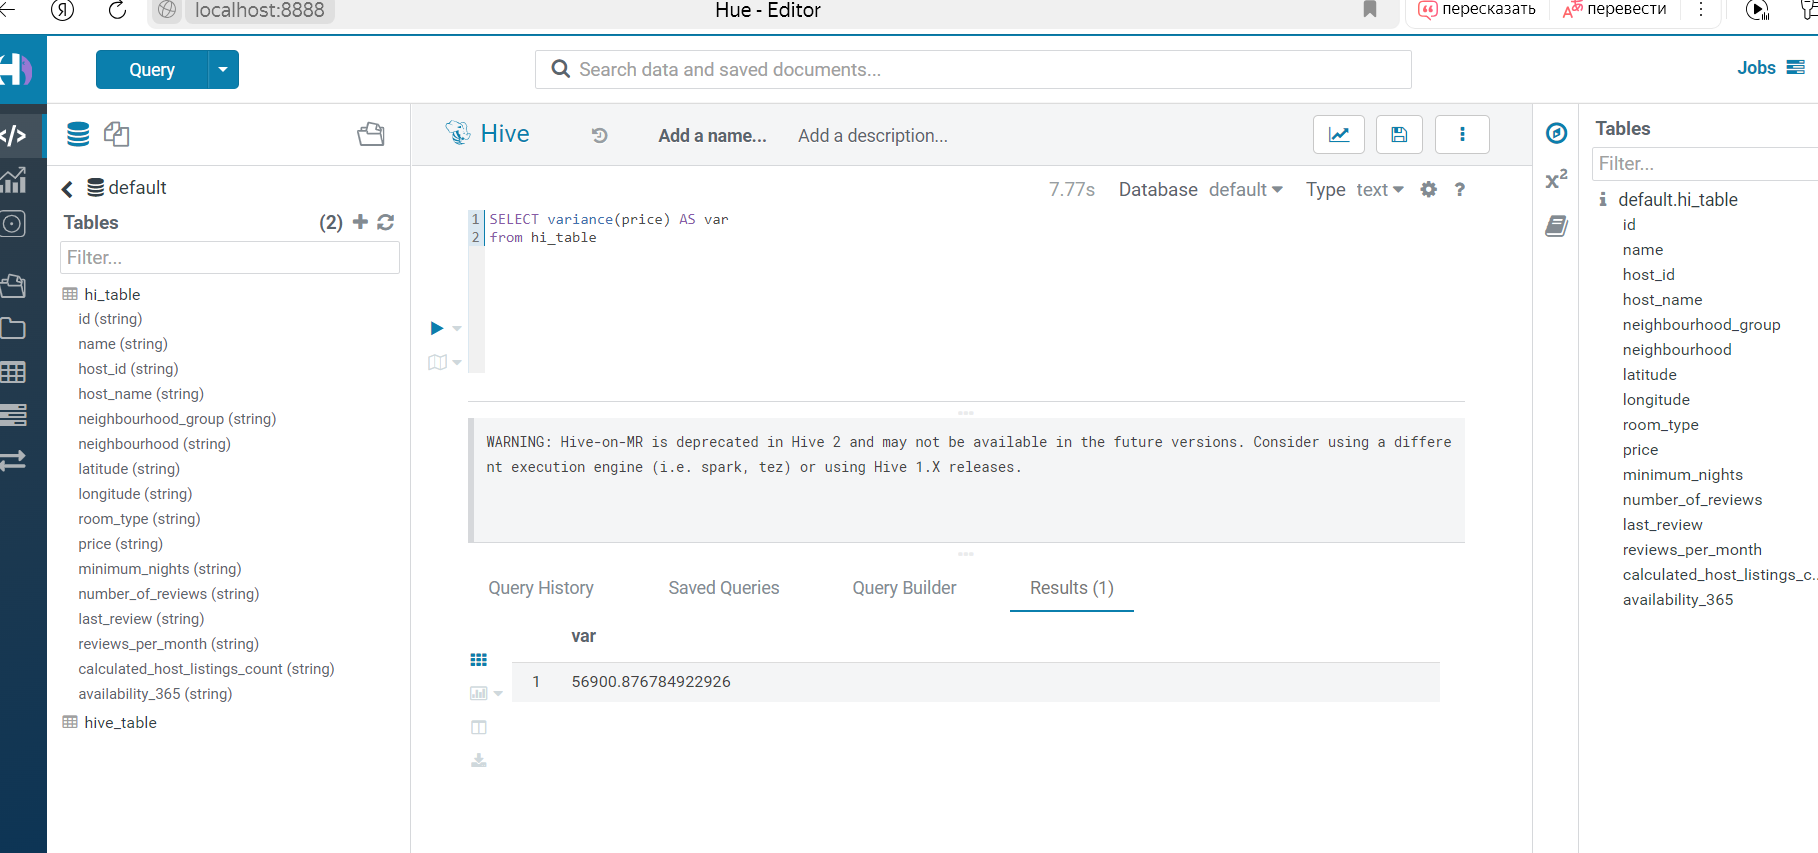 localhost:8888
Hue - Editor
пересказать
перевести
Query
Search data and saved documents...
Jobs
Hive
Add a name...
Add a description...
default
Tables
(2)
Filter...
hi_table
id (string)
name (string)
host_id (string)
host_name (string)
neighbourhood_group (string)
neighbourhood (string)
latitude (string)
longitude (string)
room_type (string)
price (string)
minimum_nights (string)
number_of_reviews (string)
last_review (string)
reviews_per_month (string)
calculated_host_listings_count (string)
availability_365 (string)
hive_table
7.77s
Database default
Type text
?
1 SELECT variance(price) AS var
2 from hi_table
WARNING: Hive-on-MR is deprecated in Hive 2 and may not be available in the future versions. Consider using a differe
nt execution engine (i.e. spark, tez) or using Hive 1.X releases.
Query History
Saved Queries
Query Builder
Results (1)
var
1 56900.876784922926
Tables
Filter...
default.hi_table
id
name
host_id
host_name
neighbourhood_group
neighbourhood
latitude
longitude
room_type
price
minimum_nights
number_of_reviews
last_review
reviews_per_month
calculated_host_listings_c...
availability_365